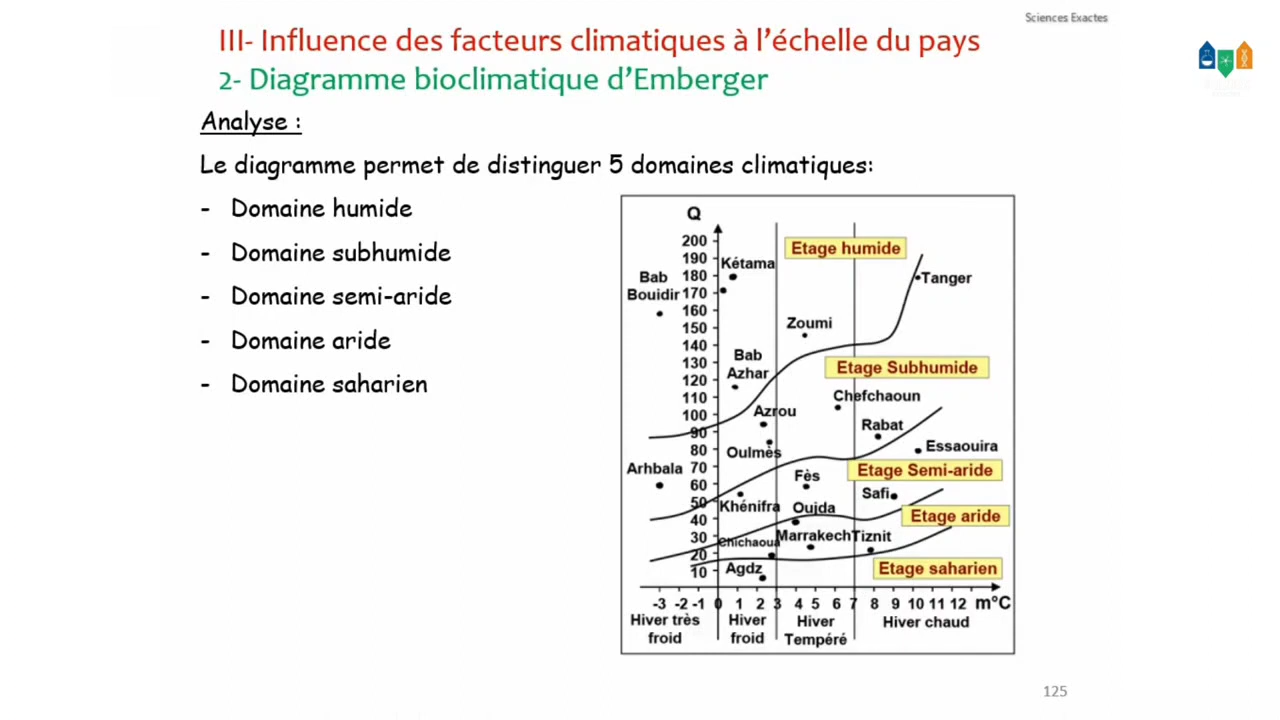 Sciences Exactes
III- Influence des facteurs climatiques à l'échelle du pays
2- Diagramme bioclimatique d'Emberger
Analyse :
Le diagramme permet de distinguer 5 domaines climatiques:
- Domaine humide
- Domaine subhumide
- Domaine semi-aride
- Domaine aride
- Domaine saharien
Q
200
190
180
170
160
150
140
130
120
110
100
90
80
70
60
50
40
30
20
10
Etage humide
Kétama
Bab
Bouidir
Tanger
Zoumi
Bab
Azhar
Etage Subhumide
Chefchaoun
Azrou
Rabat
Oulmès
Essaouira
Arhbala
Fès
Etage Semi-aride
Safi
Khénifra
Oujda
Etage aride
Chichaoua
Marrakech
Tiznit
Agdz
Etage saharien
-3 -2 -1 0 1 2 3 4 5 6 7 8 9 10 11 12 m°C
Hiver très
froid
Hiver
froid
Hiver
Tempéré
Hiver chaud
125